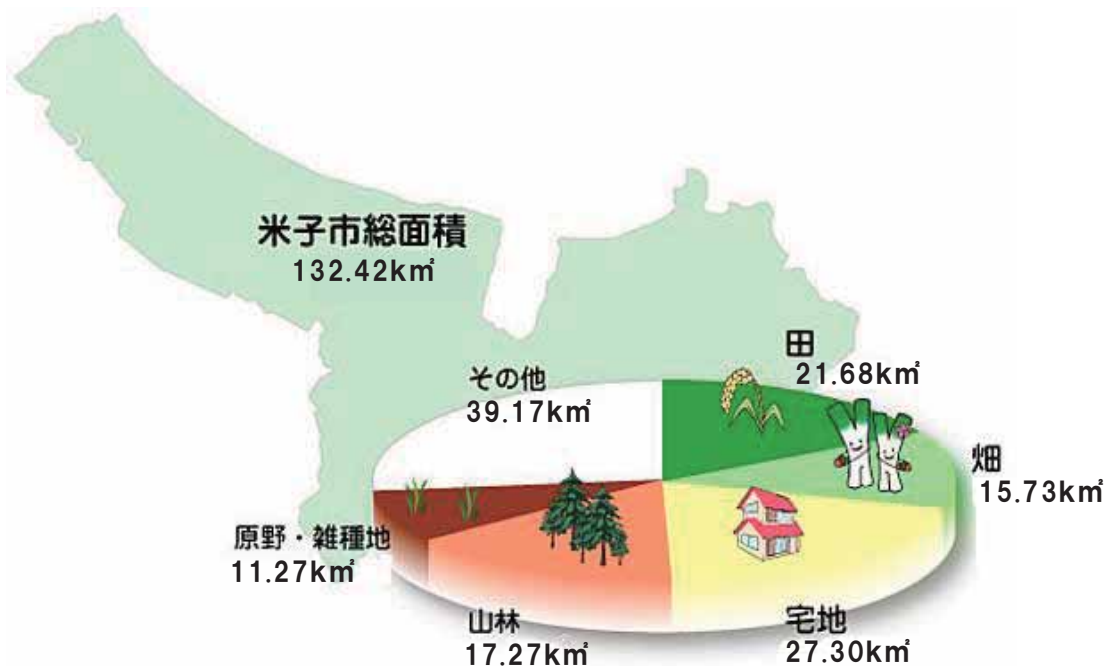 米子市総面積
132.42k㎡
田
21.68k㎡
畑
15.73k㎡
宅地
27.30k㎡
山林
17.27k㎡
原野・雑種地
11.27k㎡
その他
39.17k㎡